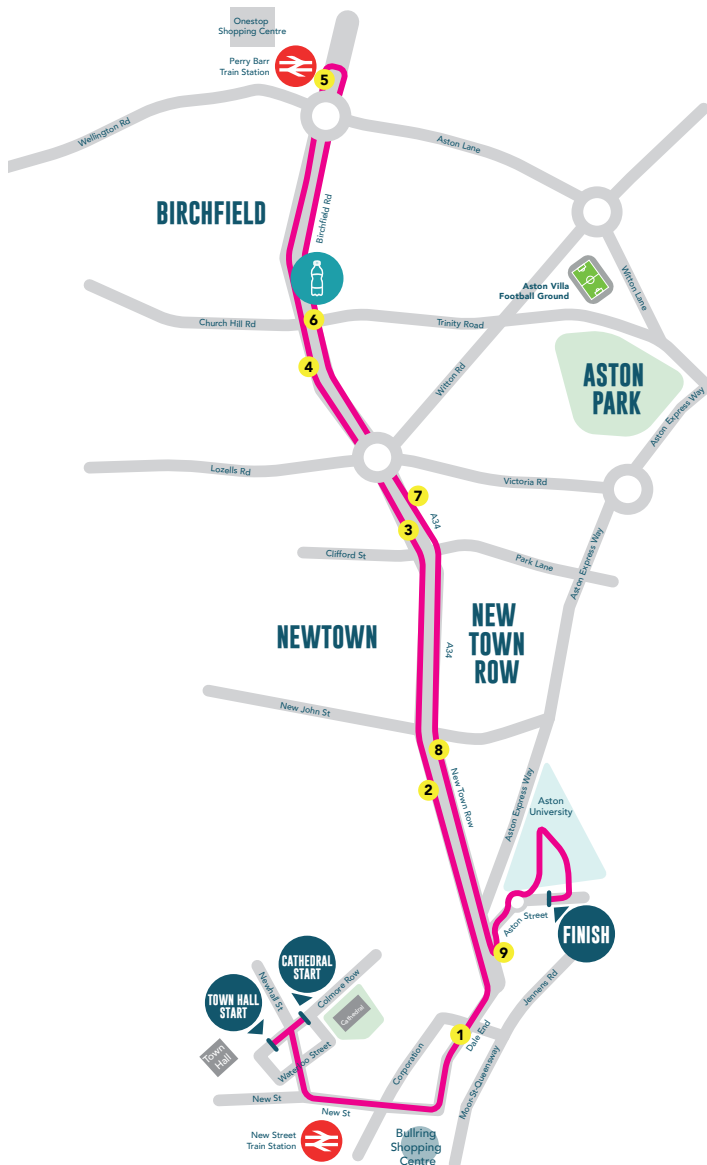 Onestop
Shopping Centre
Perry Barr
Train Station
5
Wellington Rd
Aston Lane
BIRCHFIELD
Birchfield Rd
Aston Villa
Football Ground
Witton Lane
6
Church Hill Rd
Trinity Road
4
Witton Rd
ASTON
PARK
Aston Express Way
Lozells Rd
Victoria Rd
7
A34
3
Clifford St
Park Lane
Aston Express Way
NEWTOWN
NEW
TOWN
ROW
A34
New John St
8
2
New Town Row
Aston Express Way
Aston
University
Aston Street
FINISH
9
CATHEDRAL
START
TOWN HALL
START
Newhall St
Colmore Row
Cathedral
Town
Hall
Waterloo Street
1
Dale End
Jennens Rd
Corporation
Moor St Queensway
New St
New St
New Street
Train Station
Bullring
Shopping
Centre